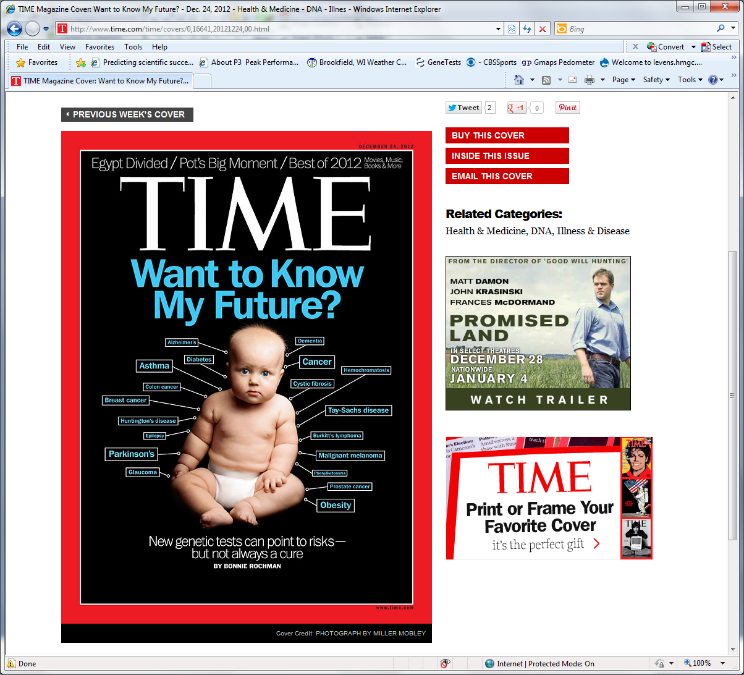 TIME Magazine Cover: Want to Know My Future? - Dec. 24, 2012 - Health & Medicine - DNA - Illnes - Windows Internet Explorer
http://www.time.com/time/covers/0,16641,20121224,00.html
Bing
File Edit View Favorites Tools Help
Convert Select
Favorites Predicting scientific succe... About P3 Peak Performa... Brookfield, WI Weather C... GeneTests - CBSSports Gmaps Pedometer Welcome to levens.hmgc....
TIME Magazine Cover: Want to Know My Future?...
Page Safety Tools
PREVIOUS WEEK'S COVER
Tweet 2 +1 0 Pin it
BUY THIS COVER
INSIDE THIS ISSUE
EMAIL THIS COVER
Related Categories:
Health & Medicine, DNA, Illness & Disease
DECEMBER 24, 2012
Egypt Divided / Pot's Big Moment / Best of 2012 Movies, Music, Books & More
TIME
Want to Know
My Future?
Alzheimer's
Dementia
Diabetes
Asthma
Cancer
Hemochromatosis
Colon cancer
Cystic fibrosis
Breast cancer
Tay-Sachs disease
Huntington's disease
Epilepsy
Burkitt's lymphoma
Parkinson's
Malignant melanoma
Glaucoma
Prostate cancer
Obesity
New genetic tests can point to risks—
but not always a cure
BY BONNIE ROCHMAN
www.time.com
Cover Credit: PHOTOGRAPH BY MILLER MOBLEY
FROM THE DIRECTOR OF 'GOOD WILL HUNTING'
MATT DAMON
JOHN KRASINSKI
FRANCES McDORMAND
PROMISED
LAND
IN SELECT THEATRES
DECEMBER 28
NATIONWIDE
JANUARY 4
WATCH TRAILER
TIME
Print or Frame Your
Favorite Cover
it's the perfect gift
TIME
Done
Internet | Protected Mode: On
100%